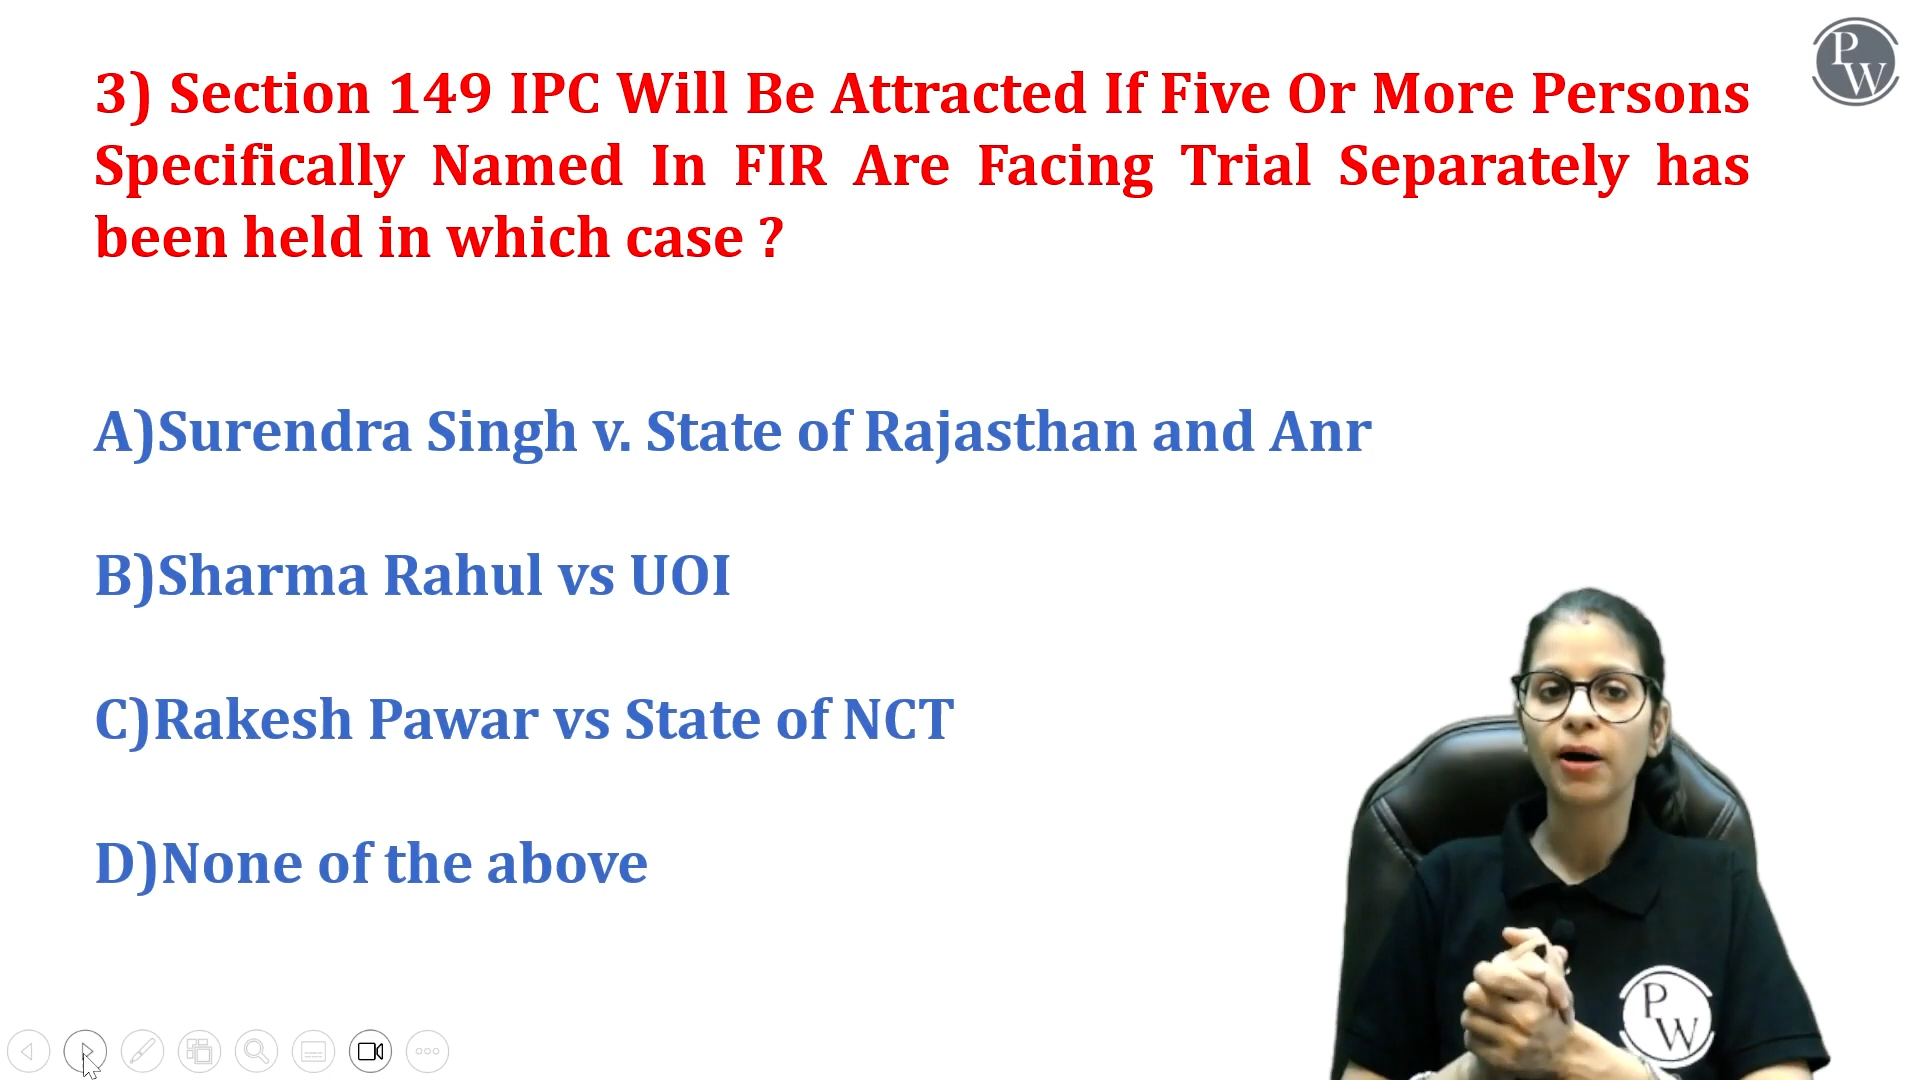 3) Section 149 IPC Will Be Attracted If Five Or More Persons
Specifically Named In FIR Are Facing Trial Separately has
been held in which case ?
A)Surendra Singh v. State of Rajasthan and Anr
B)Sharma Rahul vs UOI
C)Rakesh Pawar vs State of NCT
D)None of the above
PW
PW